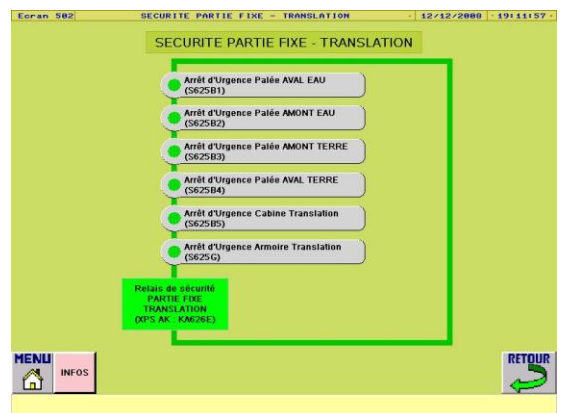 Ecran 502 SECURITE PARTIE FIXE - TRANSLATION - 12/12/2008 - 19:11:57 -
SECURITE PARTIE FIXE - TRANSLATION
Arrêt d'Urgence Palée AVAL EAU
(S625B1)
Arrêt d'Urgence Palée AMONT EAU
(S625B2)
Arrêt d'Urgence Palée AMONT TERRE
(S625B3)
Arrêt d'Urgence Palée AVAL TERRE
(S625B4)
Arrêt d'Urgence Cabine Translation
(S625B5)
Arrêt d'Urgence Armoire Translation
(S625G)
Relais de sécurité
PARTIE FIXE
TRANSLATION
(XPS AK : KA626E)
MENU
INFOS
RETOUR